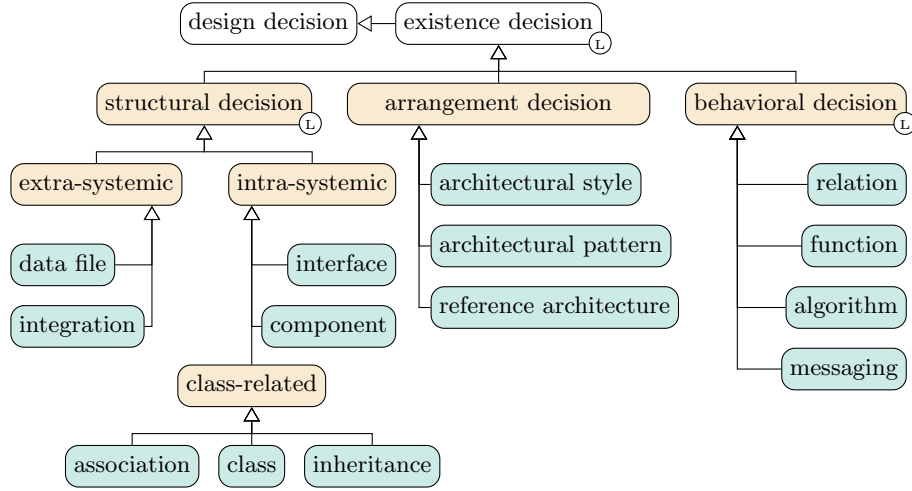 design decision
existence decision
L
structural decision
L
arrangement decision
behavioral decision
L
extra-systemic
intra-systemic
architectural style
relation
data file
interface
architectural pattern
function
integration
component
reference architecture
algorithm
messaging
class-related
association
class
inheritance